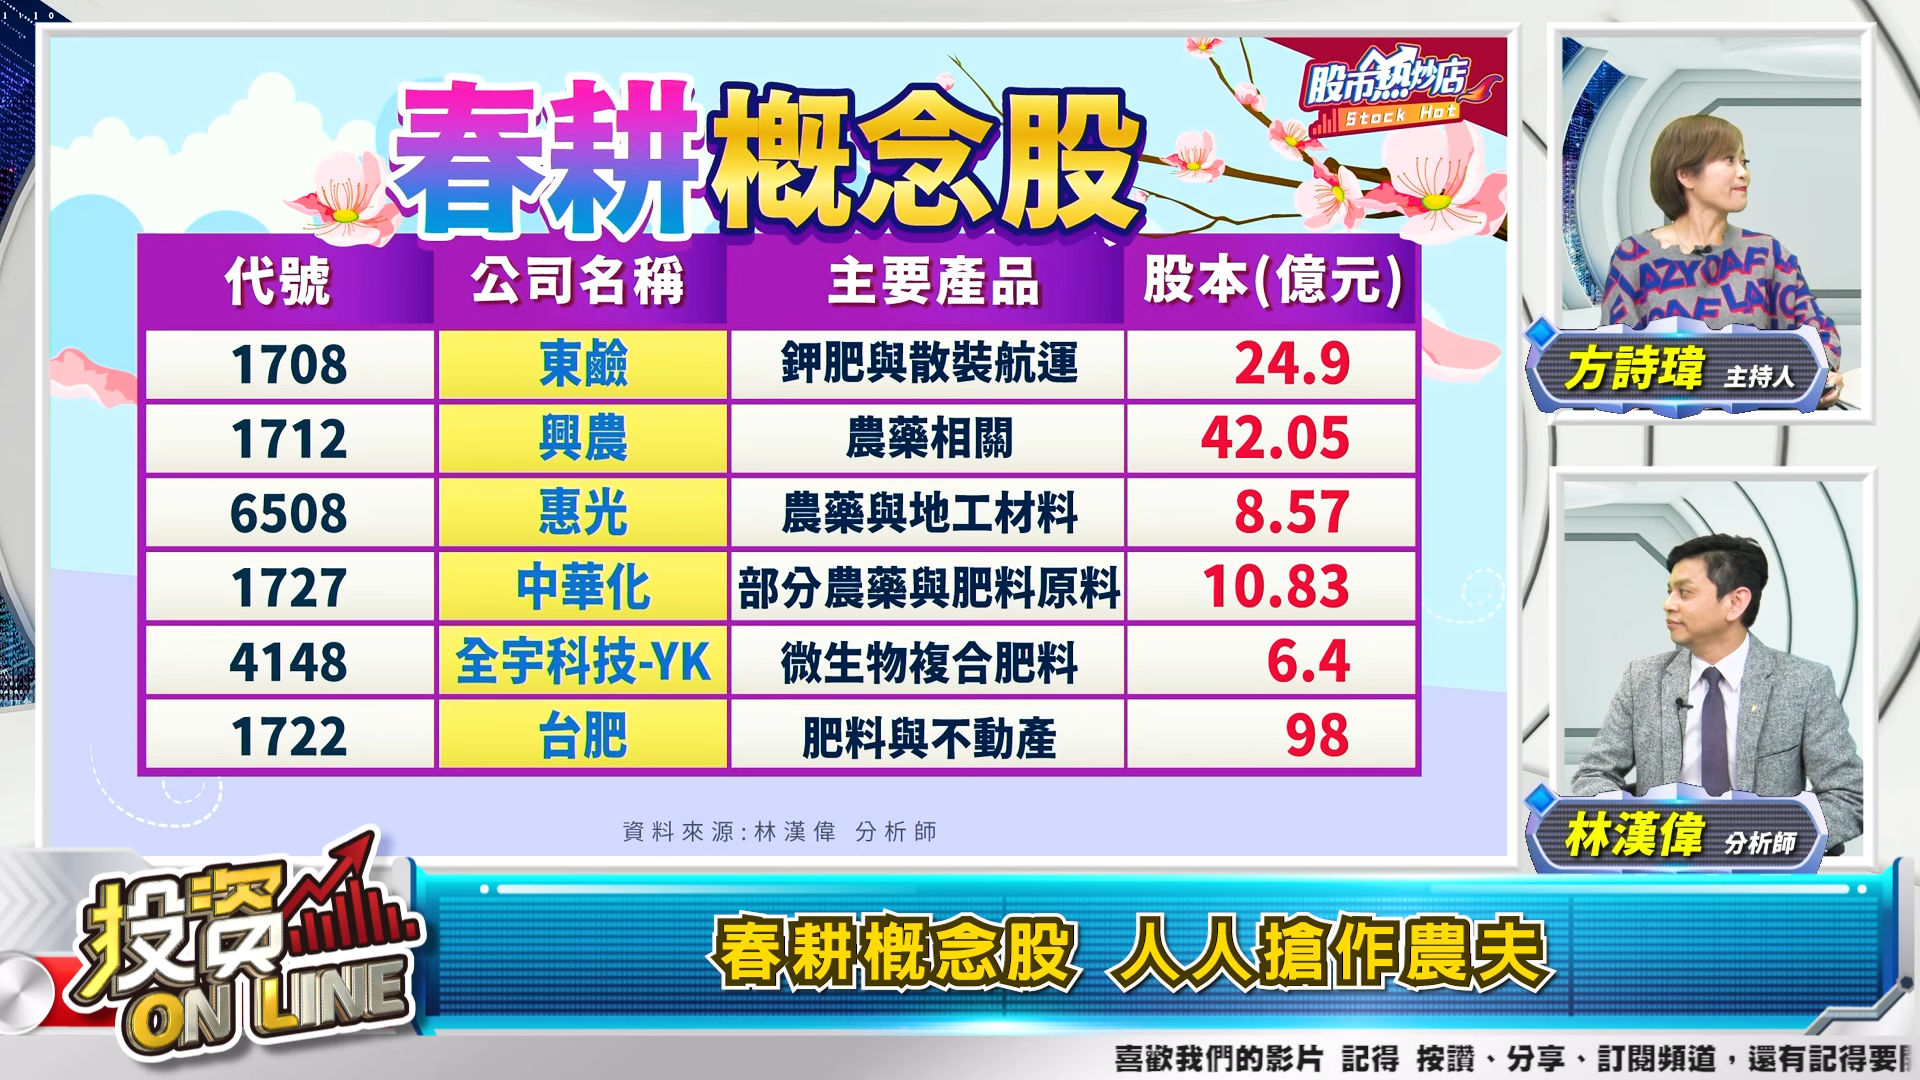 春耕概念股
股市熱炒店
Stock Hot
代號 公司名稱 主要產品 股本(億元)
1708 東鹼 鉀肥與散裝航運 24.9
1712 興農 農藥相關 42.05
6508 惠光 農藥與地工材料 8.57
1727 中華化 部分農藥與肥料原料 10.83
4148 全宇科技-YK 微生物複合肥料 6.4
1722 台肥 肥料與不動產 98
資料來源:林漢偉 分析師
LAZY OAF
方詩瑋 主持人
林漢偉 分析師
投資
ON LINE
春耕概念股 人人搶作農夫
喜歡我們的影片 記得 按讚、分享、訂閱頻道，還有記得要